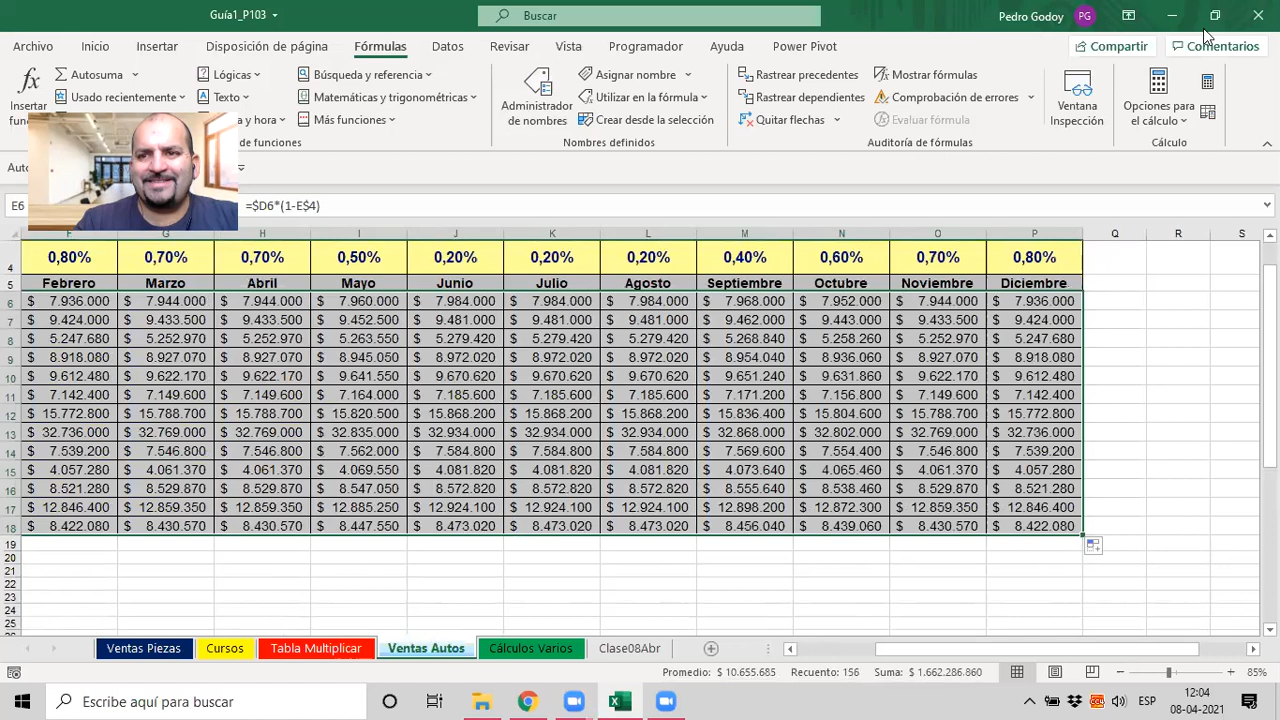 Guía1_P103
Buscar
Pedro Godoy PG
Archivo Inicio Insertar Disposición de página Fórmulas Datos Revisar Vista Programador Ayuda Power Pivot Compartir Comentarios
fx Autosuma Lógicas Búsqueda y referencia Asignar nombre Rastrear precedentes Mostrar fórmulas
Insertar Usado recientemente Texto Matemáticas y trigonométricas Administrador de nombres Utilizar en la fórmula Rastrear dependientes Comprobación de errores Ventana Inspección Opciones para el cálculo
y hora Más funciones Crear desde la selección Quitar flechas Evaluar fórmula
de funciones Nombres definidos Auditoría de fórmulas Cálculo
E6 =$D6*(1-E$4)
F G H I J K L M N O P Q R S
4 0,80% 0,70% 0,70% 0,50% 0,20% 0,20% 0,20% 0,40% 0,60% 0,70% 0,80%
5 Febrero Marzo Abril Mayo Junio Julio Agosto Septiembre Octubre Noviembre Diciembre
6 $ 7.936.000 $ 7.944.000 $ 7.944.000 $ 7.960.000 $ 7.984.000 $ 7.984.000 $ 7.984.000 $ 7.968.000 $ 7.952.000 $ 7.944.000 $ 7.936.000
7 $ 9.424.000 $ 9.433.500 $ 9.433.500 $ 9.452.500 $ 9.481.000 $ 9.481.000 $ 9.481.000 $ 9.462.000 $ 9.443.000 $ 9.433.500 $ 9.424.000
8 $ 5.247.680 $ 5.252.970 $ 5.252.970 $ 5.263.550 $ 5.279.420 $ 5.279.420 $ 5.279.420 $ 5.268.840 $ 5.258.260 $ 5.252.970 $ 5.247.680
9 $ 8.918.080 $ 8.927.070 $ 8.927.070 $ 8.945.050 $ 8.972.020 $ 8.972.020 $ 8.972.020 $ 8.954.040 $ 8.936.060 $ 8.927.070 $ 8.918.080
10 $ 9.612.480 $ 9.622.170 $ 9.622.170 $ 9.641.550 $ 9.670.620 $ 9.670.620 $ 9.670.620 $ 9.651.240 $ 9.631.860 $ 9.622.170 $ 9.612.480
11 $ 7.142.400 $ 7.149.600 $ 7.149.600 $ 7.164.000 $ 7.185.600 $ 7.185.600 $ 7.185.600 $ 7.171.200 $ 7.156.800 $ 7.149.600 $ 7.142.400
12 $ 15.772.800 $ 15.788.700 $ 15.788.700 $ 15.820.500 $ 15.868.200 $ 15.868.200 $ 15.868.200 $ 15.836.400 $ 15.804.600 $ 15.788.700 $ 15.772.800
13 $ 32.736.000 $ 32.769.000 $ 32.769.000 $ 32.835.000 $ 32.934.000 $ 32.934.000 $ 32.934.000 $ 32.868.000 $ 32.802.000 $ 32.769.000 $ 32.736.000
14 $ 7.539.200 $ 7.546.800 $ 7.546.800 $ 7.562.000 $ 7.584.800 $ 7.584.800 $ 7.584.800 $ 7.569.600 $ 7.554.400 $ 7.546.800 $ 7.539.200
15 $ 4.057.280 $ 4.061.370 $ 4.061.370 $ 4.069.550 $ 4.081.820 $ 4.081.820 $ 4.081.820 $ 4.073.640 $ 4.065.460 $ 4.061.370 $ 4.057.280
16 $ 8.521.280 $ 8.529.870 $ 8.529.870 $ 8.547.050 $ 8.572.820 $ 8.572.820 $ 8.572.820 $ 8.555.640 $ 8.538.460 $ 8.529.870 $ 8.521.280
17 $ 12.846.400 $ 12.859.350 $ 12.859.350 $ 12.885.250 $ 12.924.100 $ 12.924.100 $ 12.924.100 $ 12.898.200 $ 12.872.300 $ 12.859.350 $ 12.846.400
18 $ 8.422.080 $ 8.430.570 $ 8.430.570 $ 8.447.550 $ 8.473.020 $ 8.473.020 $ 8.473.020 $ 8.456.040 $ 8.439.060 $ 8.430.570 $ 8.422.080
19
20
21
22
23
24
25
Ventas Piezas Cursos Tabla Multiplicar Ventas Autos Cálculos Varios Clase08Abr
Promedio: $ 10.655.685 Recuento: 156 Suma: $ 1.662.286.860 85%
Escribe aquí para buscar
ESP 12:04
08-04-2021